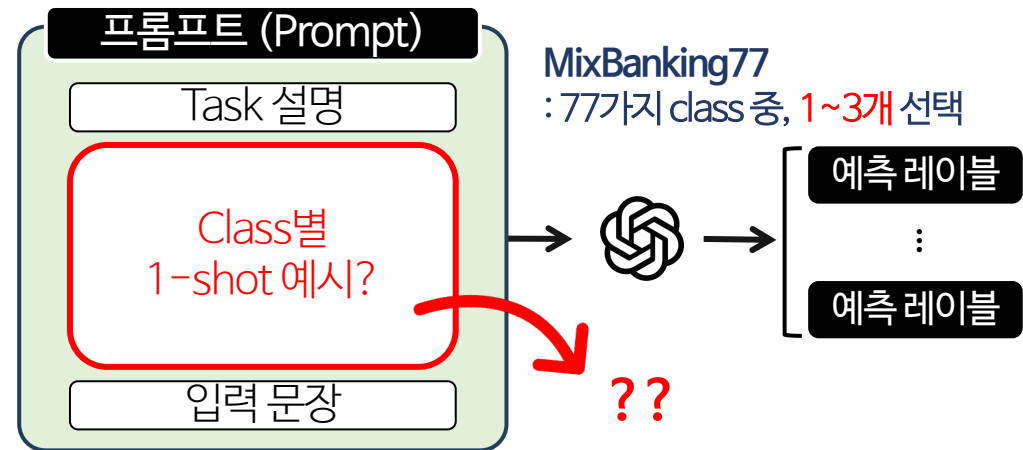 프롬프트 (Prompt)
Task 설명
Class별
1-shot 예시?
입력 문장
MixBanking77
: 77가지 class 중, 1~3개 선택
예측 레이블
⋮
예측 레이블
??